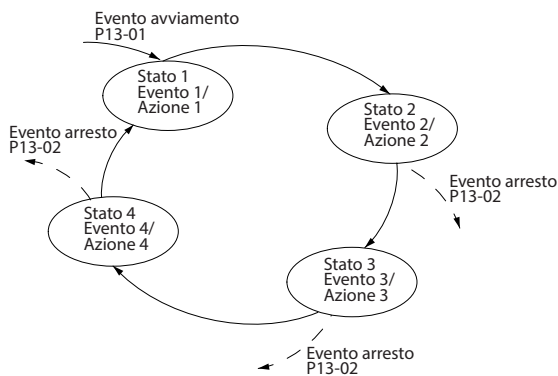 Evento avviamento
P13-01
Stato 1
Evento 1/
Azione 1
Stato 2
Evento 2/
Azione 2
Evento arresto
P13-02
Stato 3
Evento 3/
Azione 3
Evento arresto
P13-02
Stato 4
Evento 4/
Azione 4
Evento arresto
P13-02